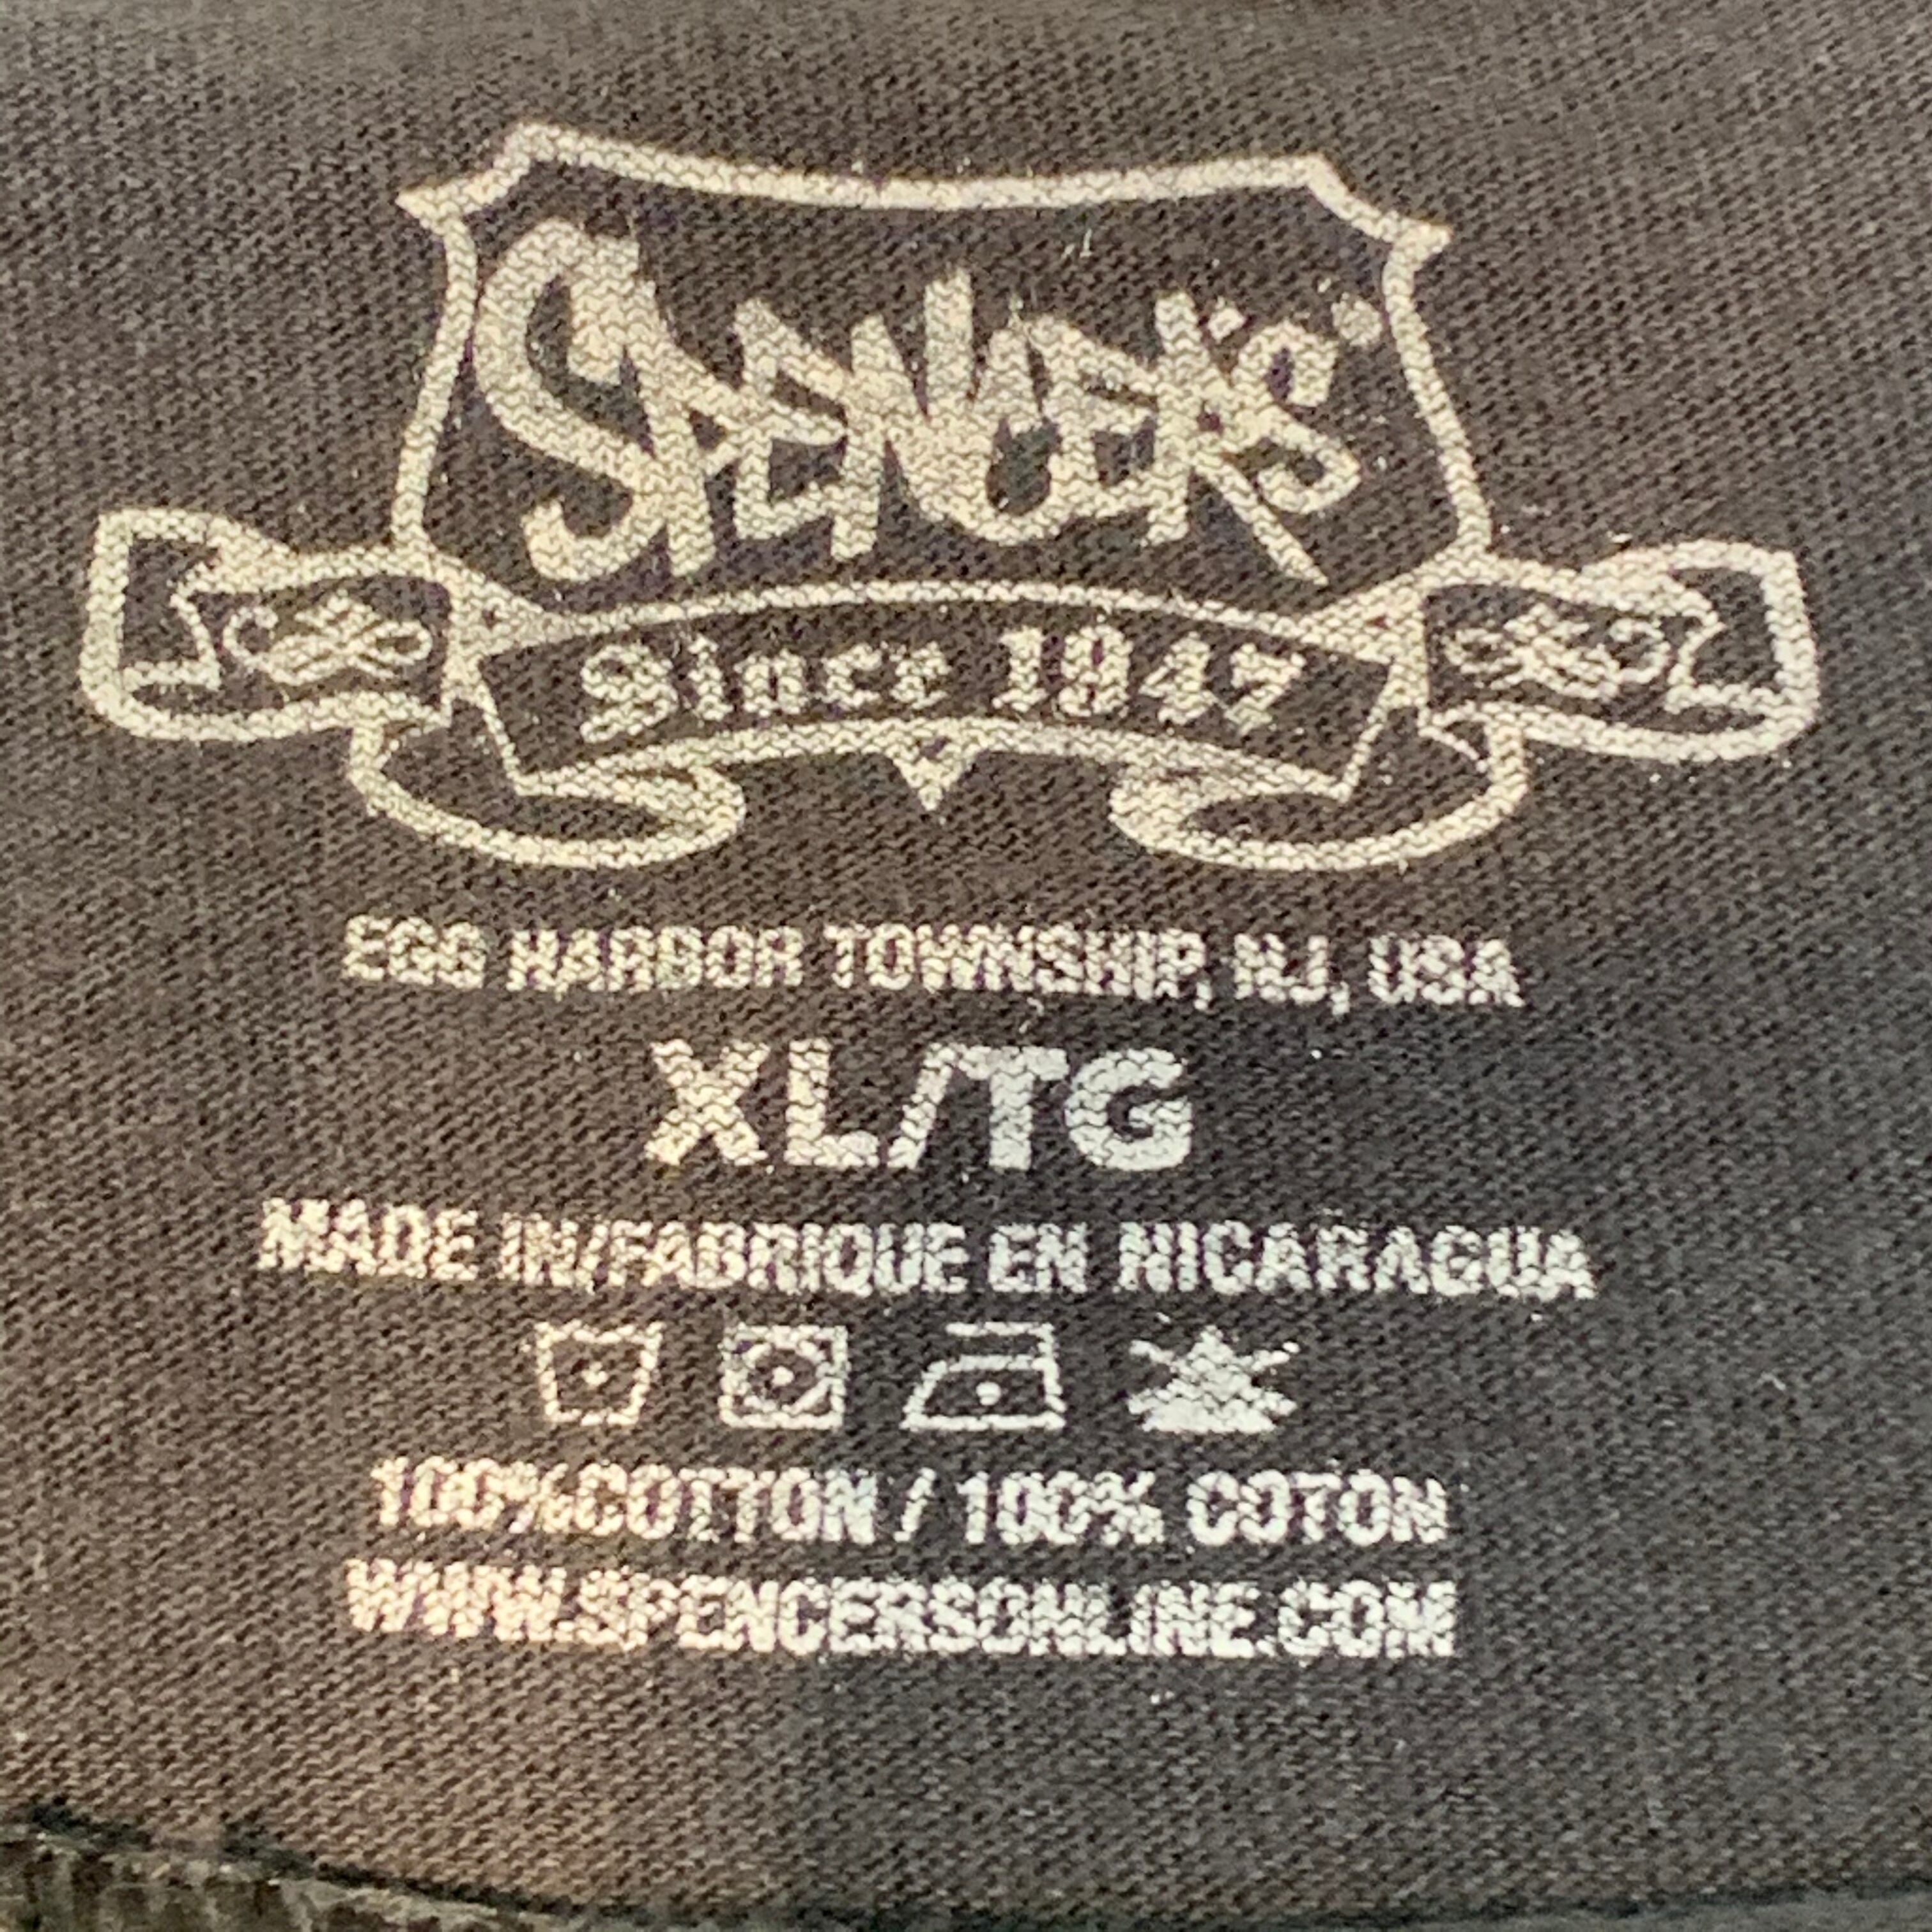 SPENCER'S
Since 1947
EGG HARBOR TOWNSHIP, NJ, USA
XL/TG
MADE IN/FABRIQUE EN NICARAGUA
100%COTTON / 100% COTON
WWW.SPENCERSONLINE.COM